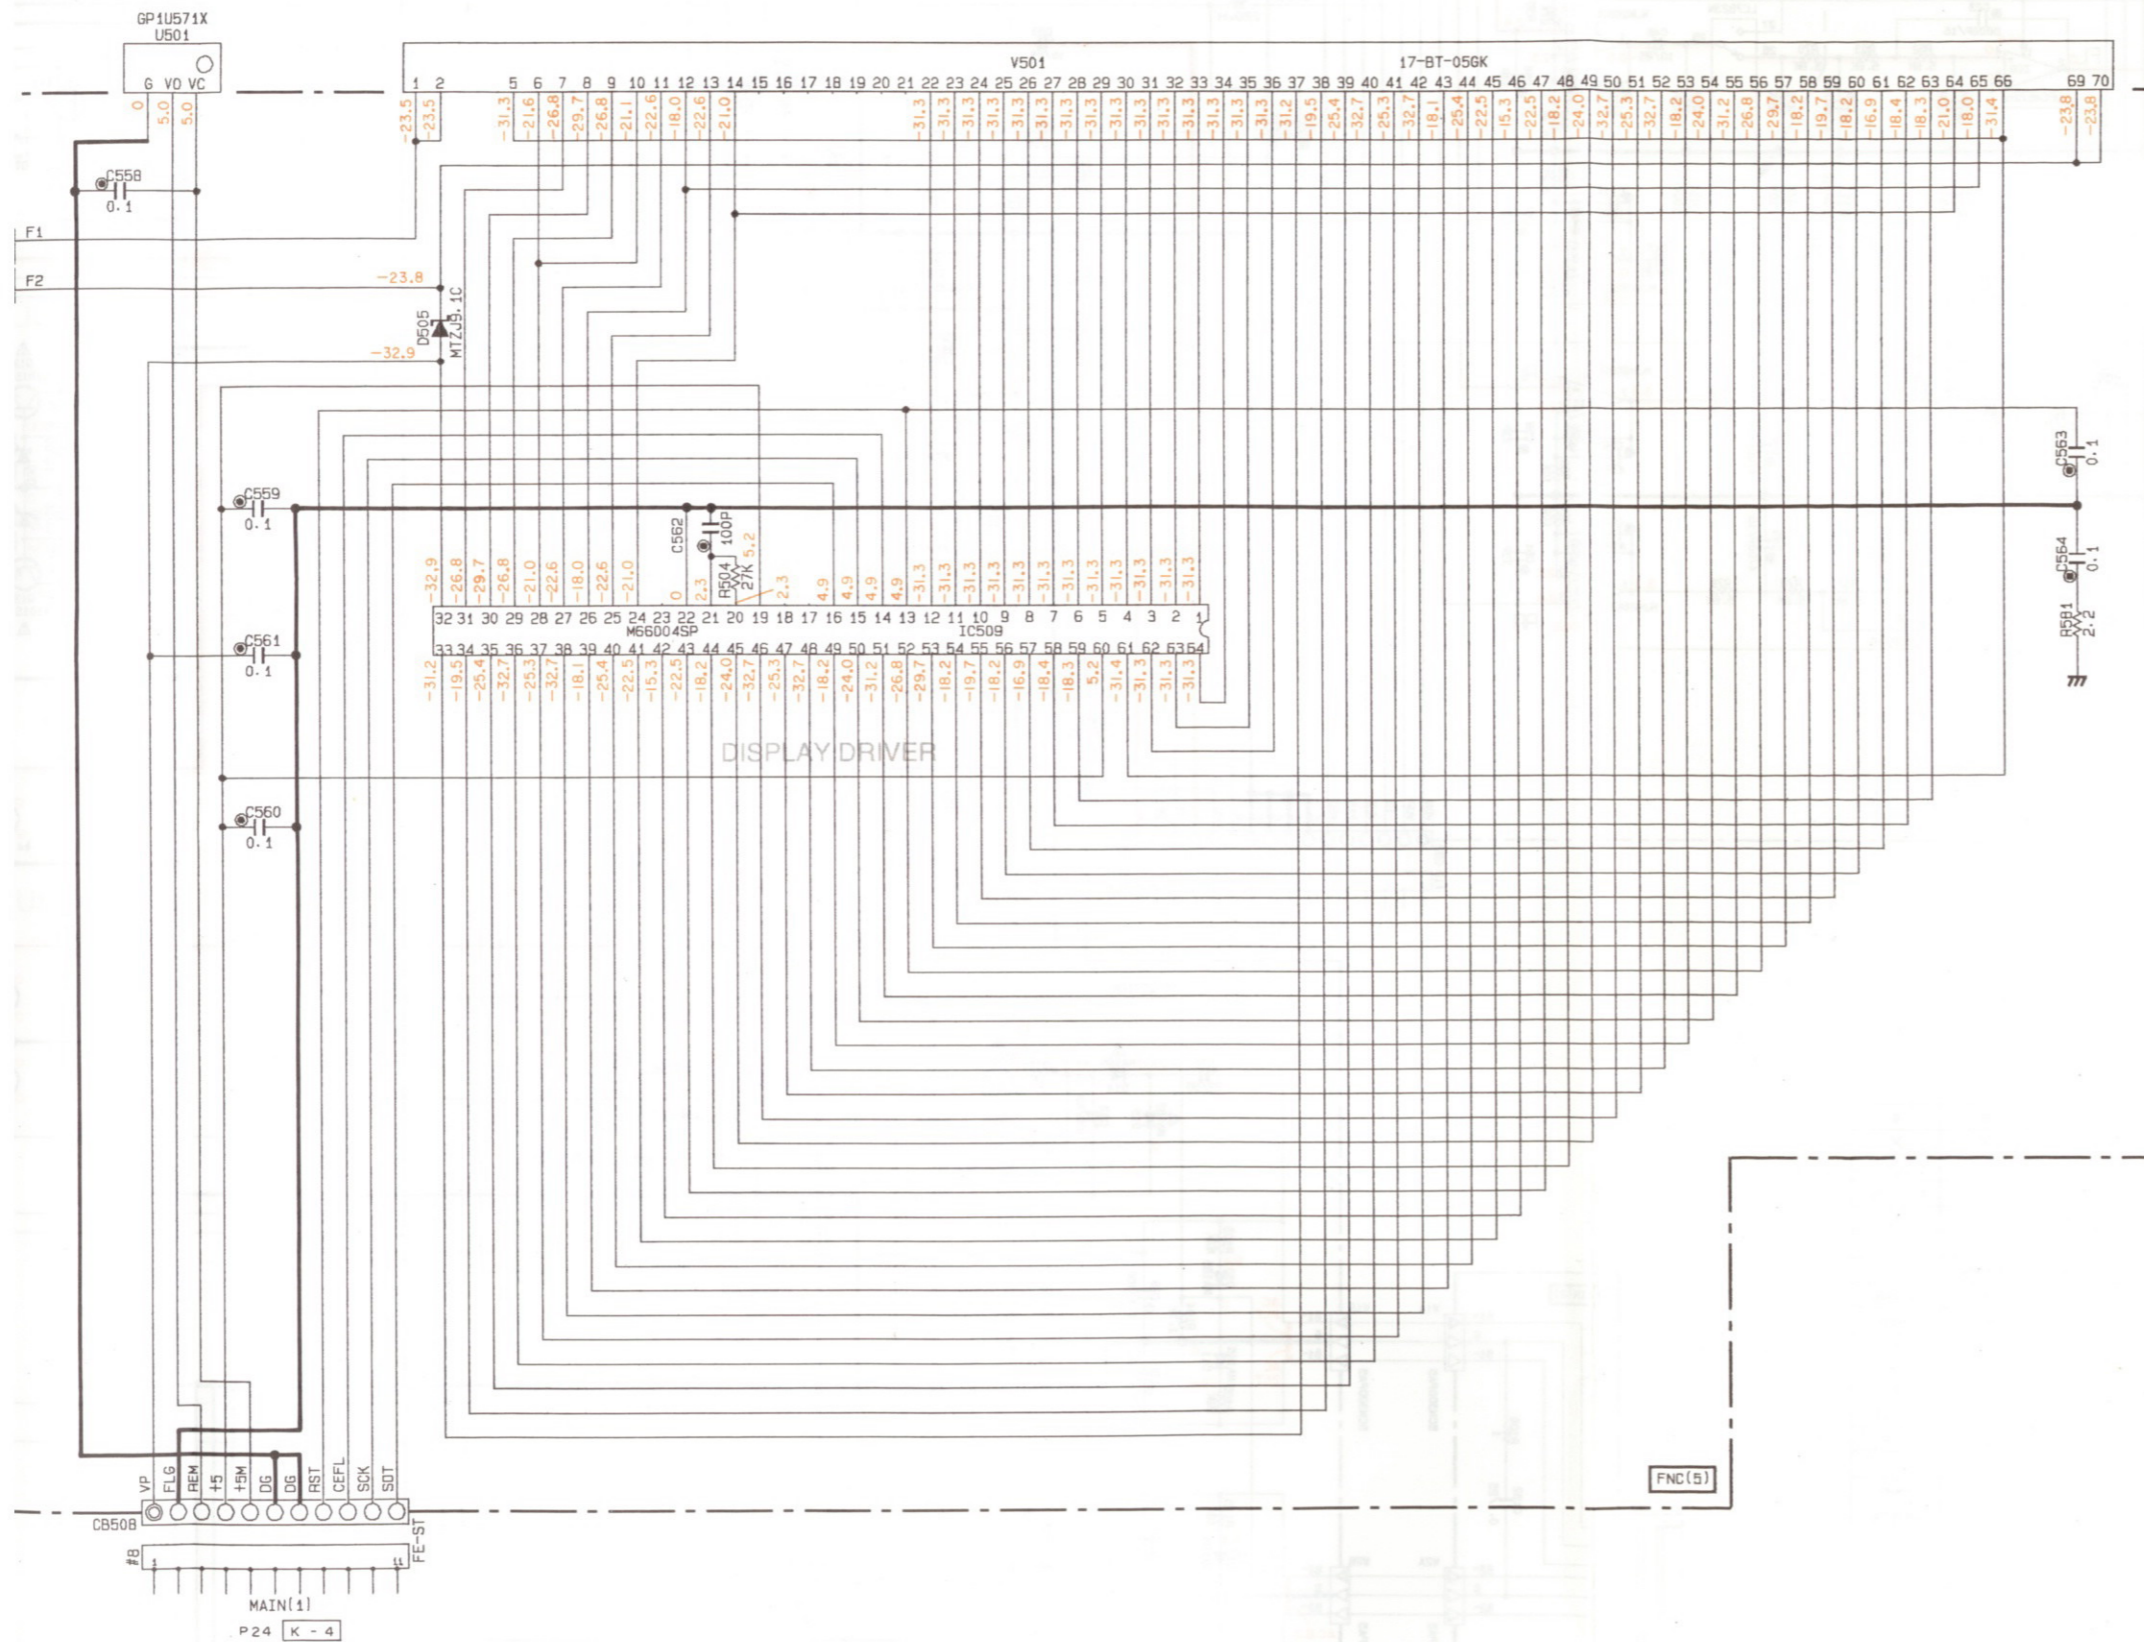 GP1U571X
U501
G VO VC
V501 17-BT-05GK
1 2 5 6 7 8 9 10 11 12 13 14 15 16 17 18 19 20 21 22 23 24 25 26 27 28 29 30 31 32 33 34 35 36 37 38 39 40 41 42 43 44 45 46 47 48 49 50 51 52 53 54 55 56 57 58 59 60 61 62 63 64 65 66 69 70
0 5.0 5.0
-23.5 -23.5 -31.3 -21.6 -26.8 -29.7 -26.8 -21.1 -22.6 -18.0 -22.6 -21.0 -31.3 -31.3 -31.3 -31.3 -31.3 -31.3 -31.3 -31.3 -31.3 -31.3 -31.3 -31.3 -31.3 -31.3 -31.2 -19.5 -25.4 -32.7 -25.3 -32.7 -18.1 -25.4 -22.5 -15.3 -22.5 -18.2 -24.0 -32.7 -25.3 -32.7 -18.2 -24.0 -31.2 -26.8 -29.7 -18.2 -19.7 -18.2 -16.9 -18.4 -18.3 -21.0 -18.0 -31.4 -23.8 -23.8
C558
0.1
F1
F2
-23.8
D505
MTZJ9.1C
-32.9
C563
0.1
C559
0.1
C562
100P
R504
27K
5.2
C564
0.1
R581
2.2
-32.9 -26.8 -29.7 -26.8 -21.0 -22.6 -18.0 -22.6 -21.0 0 2.3 2.3 4.9 4.9 4.9 4.9 -31.3 -31.3 -31.3 -31.3 -31.3 -31.3 -31.3 -31.3 -31.3 -31.3 -31.3 -31.3
32 31 30 29 28 27 26 25 24 23 22 21 20 19 18 17 16 15 14 13 12 11 10 9 8 7 6 5 4 3 2 1
M66004SP IC509
33 34 35 36 37 38 39 40 41 42 43 44 45 46 47 48 49 50 51 52 53 54 55 56 57 58 59 60 61 62 63 64
-31.2 -19.5 -25.4 -32.7 -25.3 -32.7 -18.1 -25.4 -22.5 -15.3 -22.5 -18.2 -24.0 -32.7 -25.3 -32.7 -18.2 -24.0 -31.2 -26.8 -29.7 -18.2 -19.7 -18.2 -16.9 -18.4 -18.3 5.2 -31.4 -31.3 -31.3 -31.3
C561
0.1
DISPLAY DRIVER
C560
0.1
VP FLG REM +5 +5M DG DG RST CEFL SCK SDT
FNC(5)
CB508
FE-ST
#8
1 11
MAIN(1)
P24 K - 4